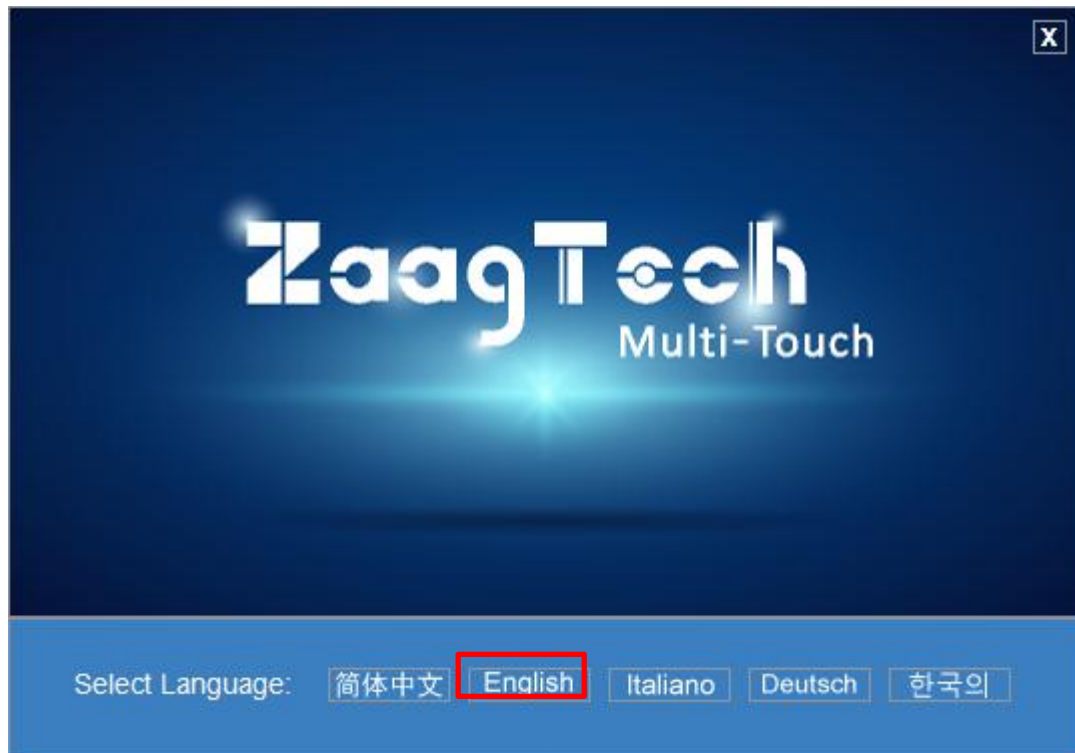 X
ZaagTech
Multi-Touch
Select Language: 简体中文 English Italiano Deutsch 한국의